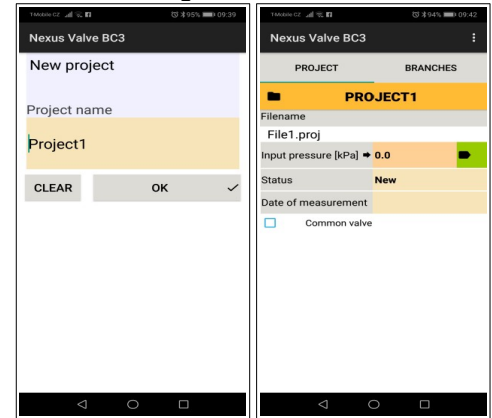 T-Mobile CZ
95% 09:39
Nexus Valve BC3
New project
Project name
Project1
CLEAR
OK
T-Mobile CZ
94% 09:42
Nexus Valve BC3
PROJECT
BRANCHES
PROJECT1
Filename
File1.proj
Input pressure [kPa] 0.0
Status New
Date of measurement
Common valve